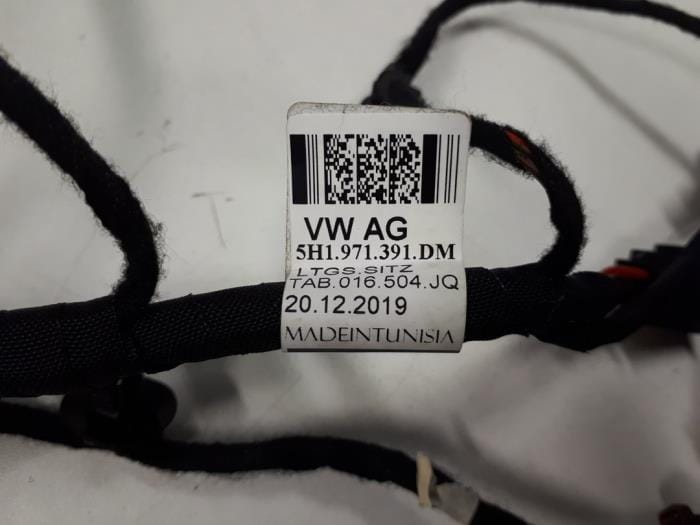 VW AG
5H1.971.391.DM
LTGS.SITZ
TAB.016.504.JQ
20.12.2019
MADEINTUNISIA